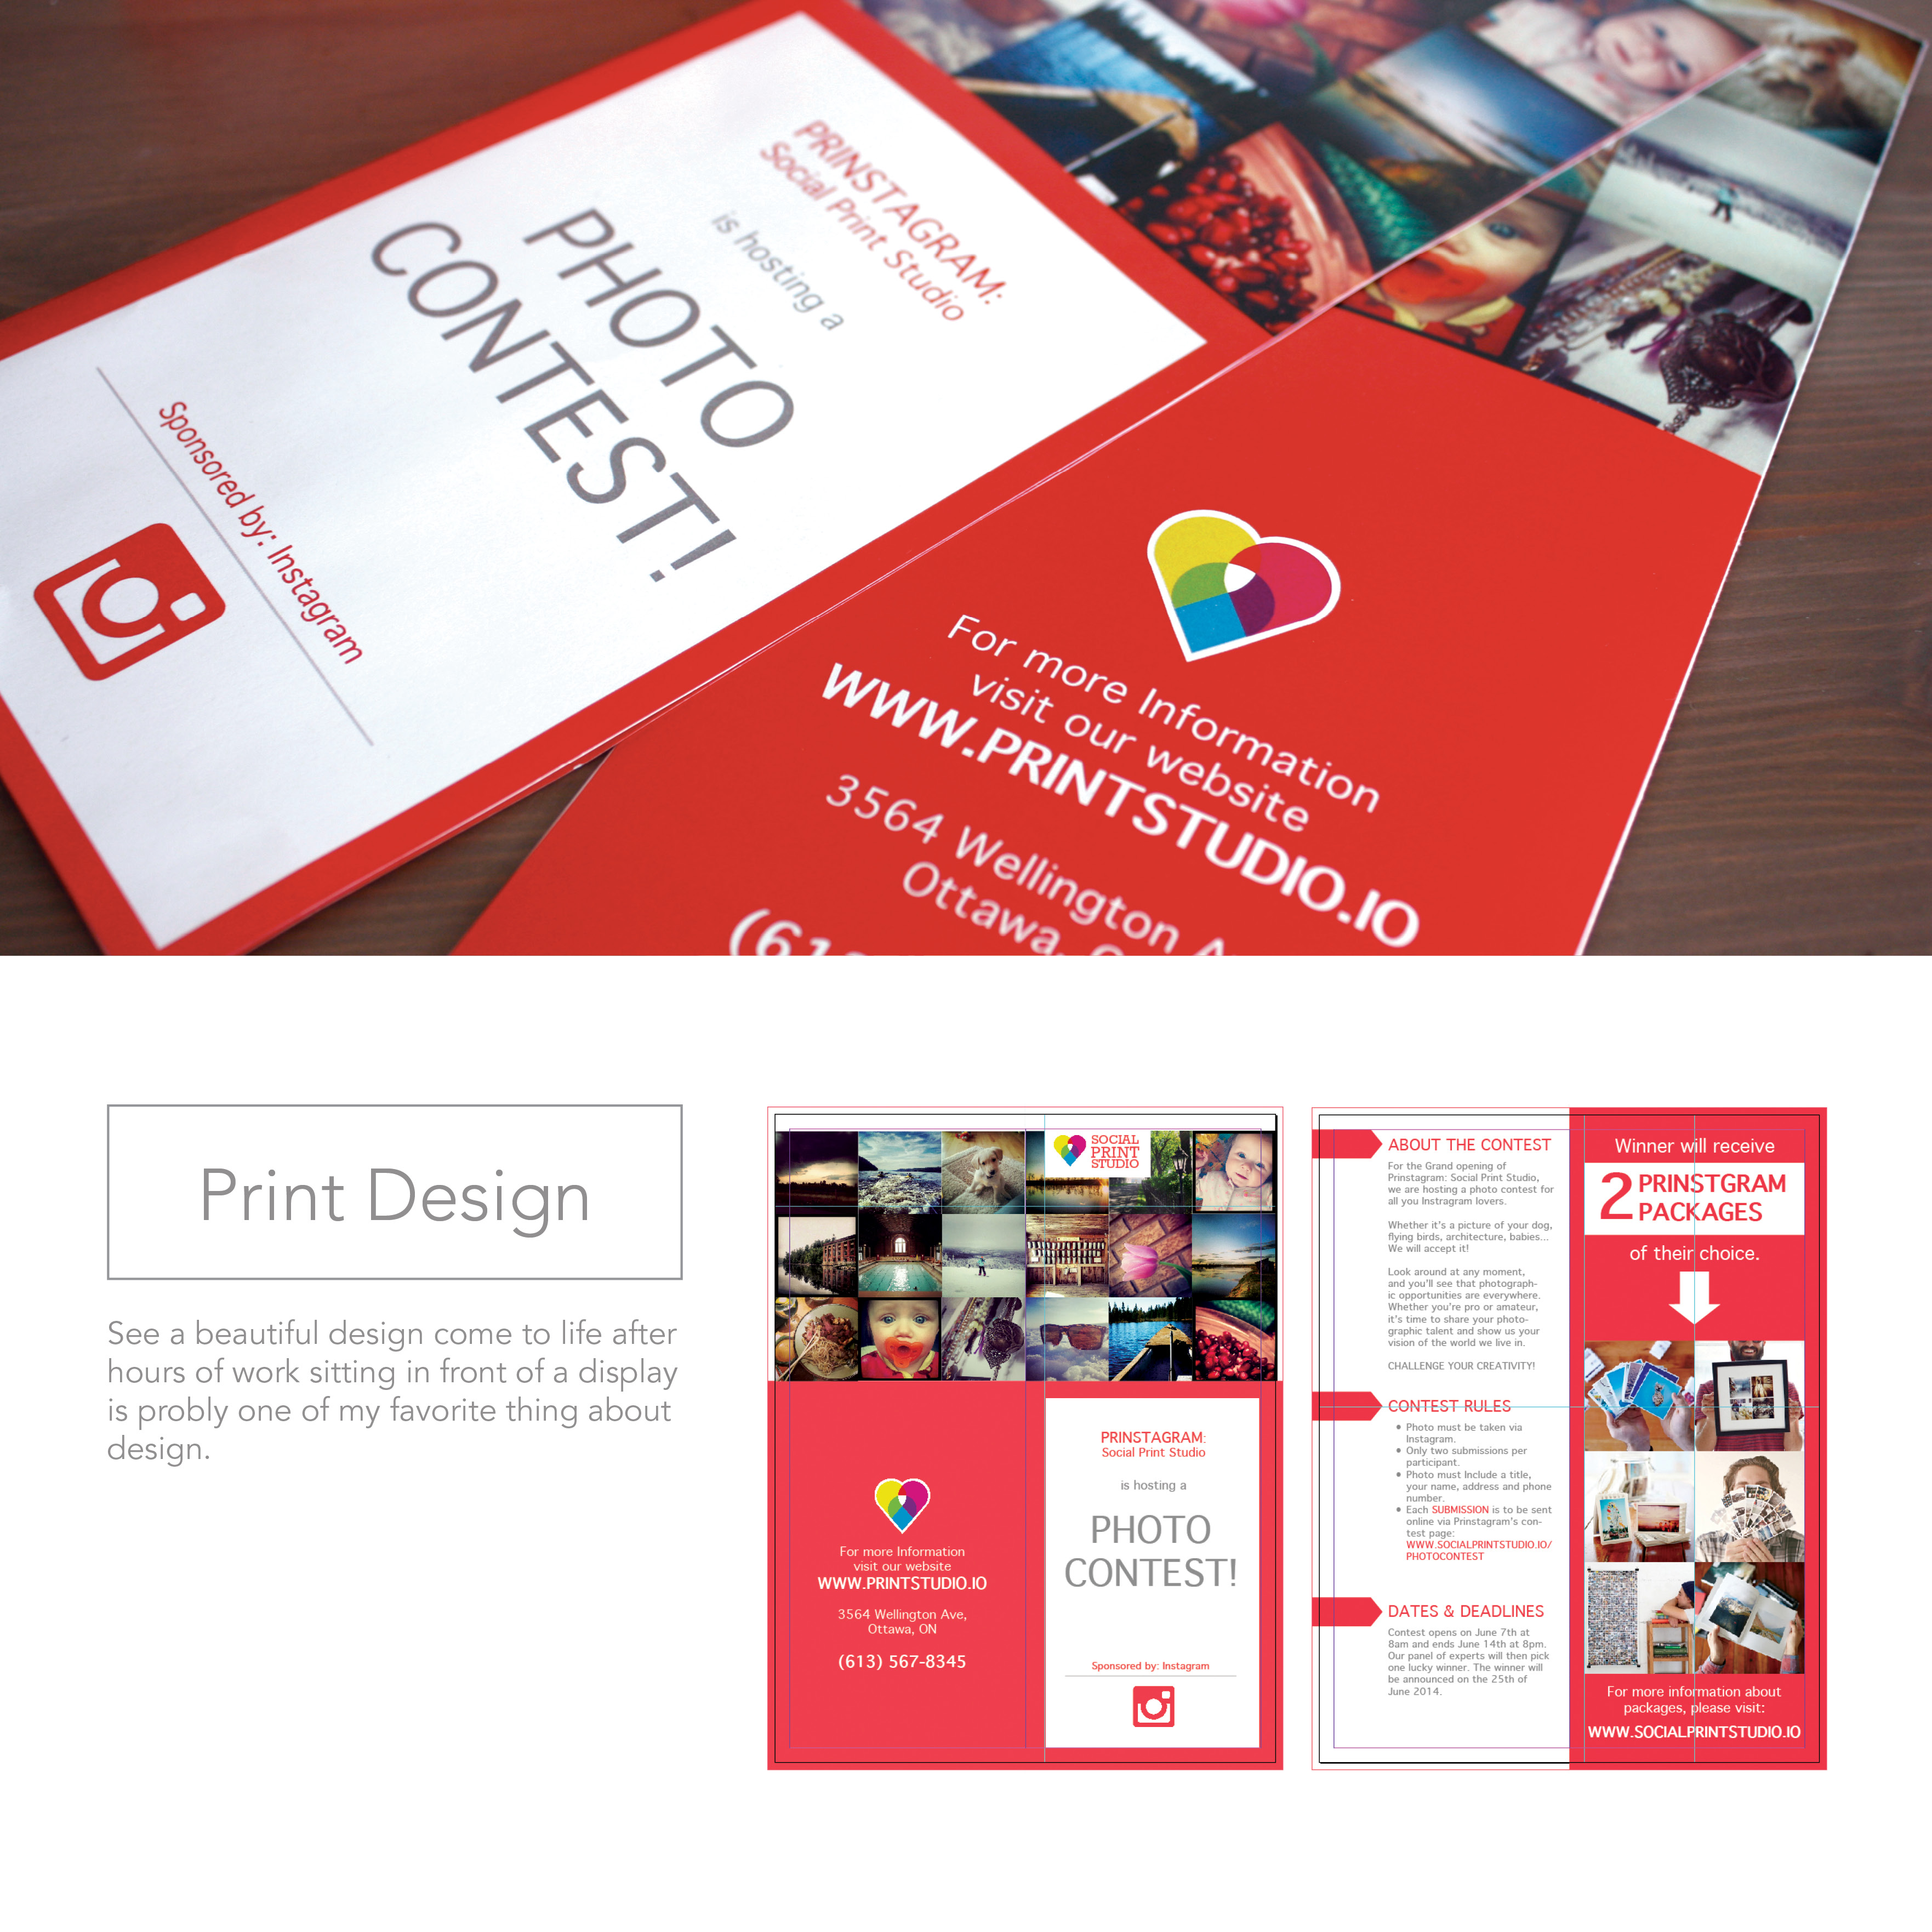 PRINSTAGRAM:
Social Print Studio
is hosting a
PHOTO
CONTEST!
Sponsored by: Instagram
For more Information
visit our website
WWW.PRINTSTUDIO.IO
3564 Wellington
Ottawa,
Print Design
See a beautiful design come to life after
hours of work sitting in front of a display
is probly one of my favorite thing about
design.
SOCIAL
PRINT
STUDIO
For more Information
visit our website
WWW.PRINTSTUDIO.IO
3564 Wellington Ave,
Ottawa, ON
(613) 567-8345
PRINSTAGRAM:
Social Print Studio
is hosting a
PHOTO
CONTEST!
Sponsored by: Instagram
ABOUT THE CONTEST
For the Grand opening of
Prinstagram: Social Print Studio,
we are hosting a photo contest for
all you Instragram lovers.
Whether it's a picture of your dog,
flying birds, architecture, babies...
We will accept it!
Look around at any moment,
and you'll see that photograph-
ic opportunities are everywhere.
Whether you're pro or amateur,
it's time to share your photo-
graphic talent and show us your
vision of the world we live in.
CHALLENGE YOUR CREATIVITY!
CONTEST RULES
• Photo must be taken via
Instagram.
• Only two submissions per
participant.
• Photo must Include a title,
your name, address and phone
number.
• Each SUBMISSION is to be sent
online via Prinstagram's con-
test page:
WWW.SOCIALPRINTSTUDIO.IO/
PHOTOCONTEST
DATES & DEADLINES
Contest opens on June 7th at
8am and ends June 14th at 8pm.
Our panel of experts will then pick
one lucky winner. The winner will
be announced on the 25th of
June 2014.
Winner will receive
2 PRINSTGRAM
PACKAGES
of their choice.
For more information about
packages, please visit:
WWW.SOCIALPRINTSTUDIO.IO